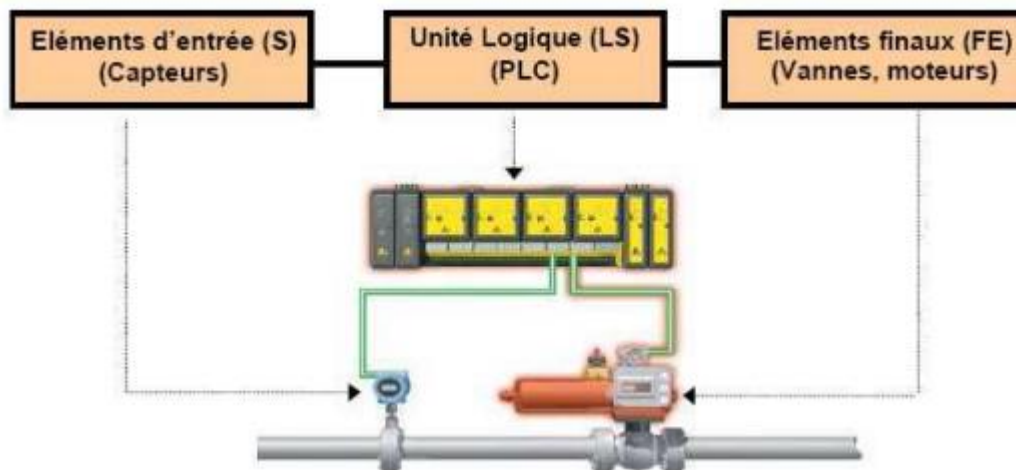 Eléments d'entrée (S)
(Capteurs)
Unité Logique (LS)
(PLC)
Eléments finaux (FE)
(Vannes, moteurs)